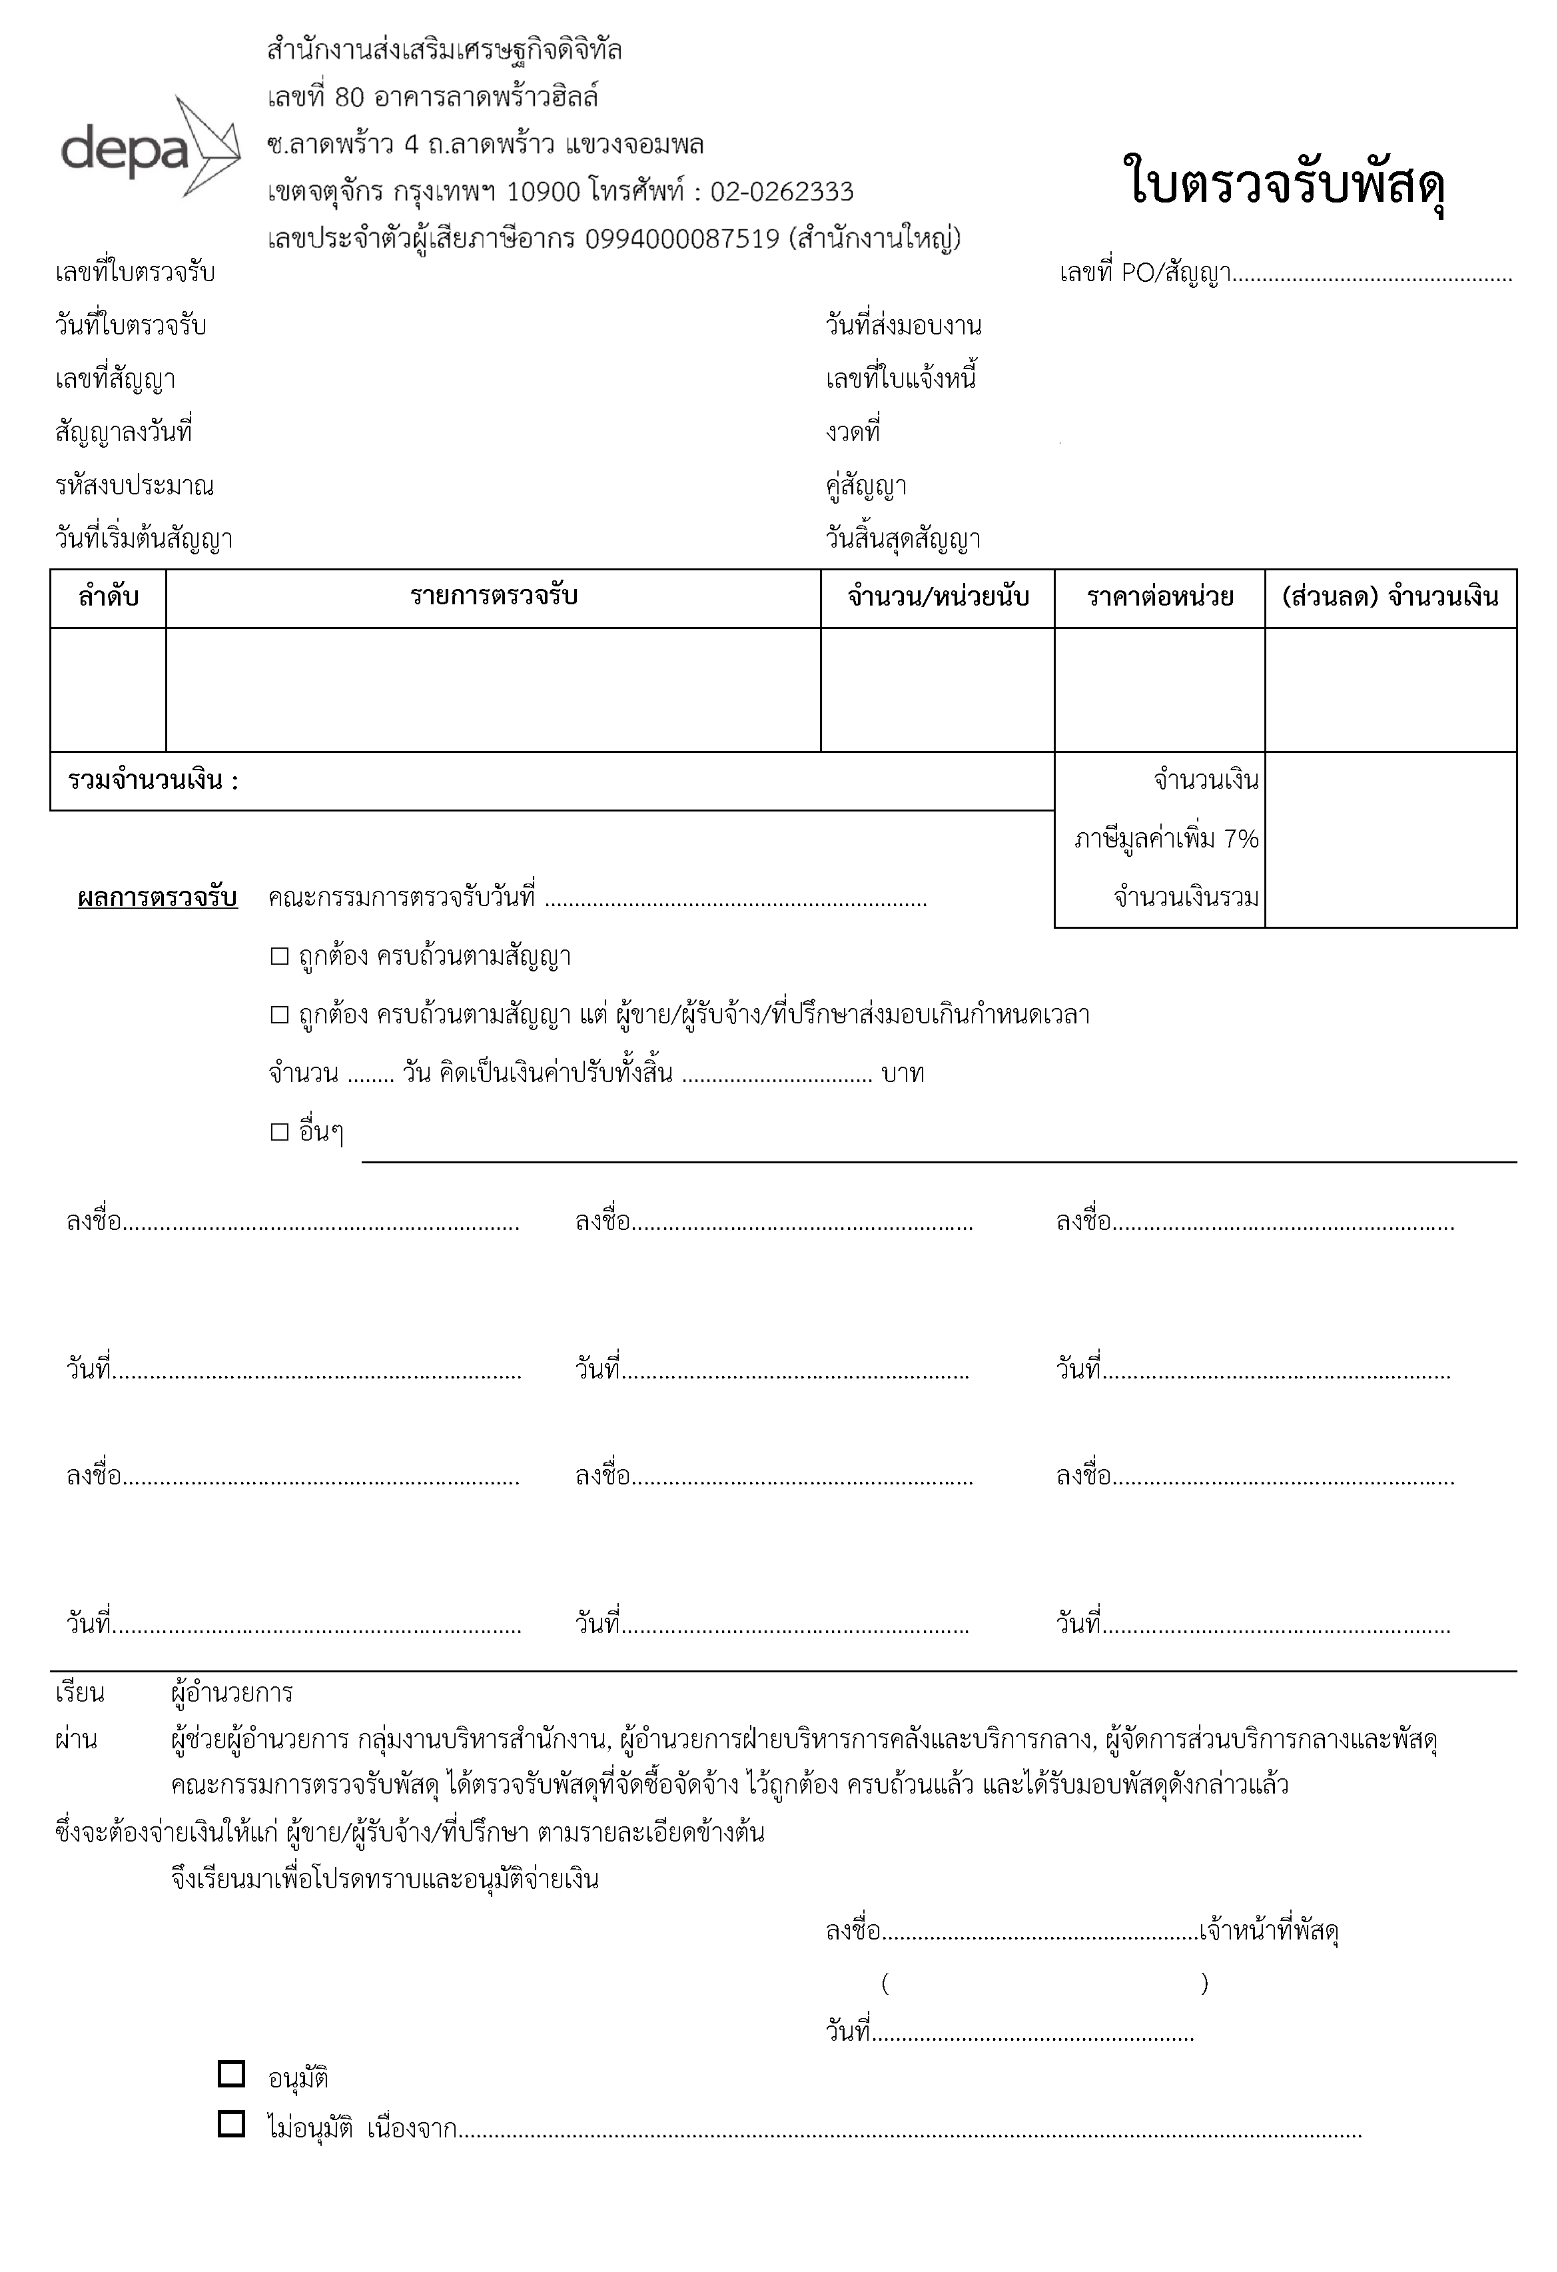 สำนักงานส่งเสริมเศรษฐกิจดิจิทัล
เลขที่ 80 อาคารลาดพร้าวฮิลล์
depa
ซ.ลาดพร้าว 4 ถ.ลาดพร้าว แขวงจอมพล
ใบตรวจรับพัสดุ
เขตจตุจักร กรุงเทพฯ 10900 โทรศัพท์ : 02-0262333
เลขประจำตัวผู้เสียภาษีอากร 0994000087519 (สำนักงานใหญ่)
เลขที่ใบตรวจรับ เลขที่ PO/สัญญา...............................................
วันที่ใบตรวจรับ วันที่ส่งมอบงาน
เลขที่สัญญา เลขที่ใบแจ้งหนี้
สัญญาลงวันที่ งวดที่
รหัสงบประมาณ คู่สัญญา
วันที่เริ่มต้นสัญญา วันสิ้นสุดสัญญา
ลำดับ รายการตรวจรับ จำนวน/หน่วยนับ ราคาต่อหน่วย (ส่วนลด) จำนวนเงิน
รวมจำนวนเงิน : จำนวนเงิน
ภาษีมูลค่าเพิ่ม 7%
ผลการตรวจรับ คณะกรรมการตรวจรับวันที่ ................................................................ จำนวนเงินรวม
☐ ถูกต้อง ครบถ้วนตามสัญญา
☐ ถูกต้อง ครบถ้วนตามสัญญา แต่ ผู้ขาย/ผู้รับจ้าง/ที่ปรึกษาส่งมอบเกินกำหนดเวลา
จำนวน ........ วัน คิดเป็นเงินค่าปรับทั้งสิ้น ................................ บาท
☐ อื่นๆ
ลงชื่อ.................................................................. ลงชื่อ......................................................... ลงชื่อ.........................................................
วันที่.................................................................... วันที่.......................................................... วันที่..........................................................
ลงชื่อ.................................................................. ลงชื่อ......................................................... ลงชื่อ.........................................................
วันที่.................................................................... วันที่.......................................................... วันที่..........................................................
เรียน ผู้อำนวยการ
ผ่าน ผู้ช่วยผู้อำนวยการ กลุ่มงานบริหารสำนักงาน, ผู้อำนวยการฝ่ายบริหารการคลังและบริการกลาง, ผู้จัดการส่วนบริการกลางและพัสดุ
คณะกรรมการตรวจรับพัสดุ ได้ตรวจรับพัสดุที่จัดซื้อจัดจ้าง ไว้ถูกต้อง ครบถ้วนแล้ว และได้รับมอบพัสดุดังกล่าวแล้ว
ซึ่งจะต้องจ่ายเงินให้แก่ ผู้ขาย/ผู้รับจ้าง/ที่ปรึกษา ตามรายละเอียดข้างต้น
จึงเรียนมาเพื่อโปรดทราบและอนุมัติจ่ายเงิน
ลงชื่อ.....................................................เจ้าหน้าที่พัสดุ
( )
วันที่......................................................
☐ อนุมัติ
☐ ไม่อนุมัติ เนื่องจาก.......................................................................................................................................................